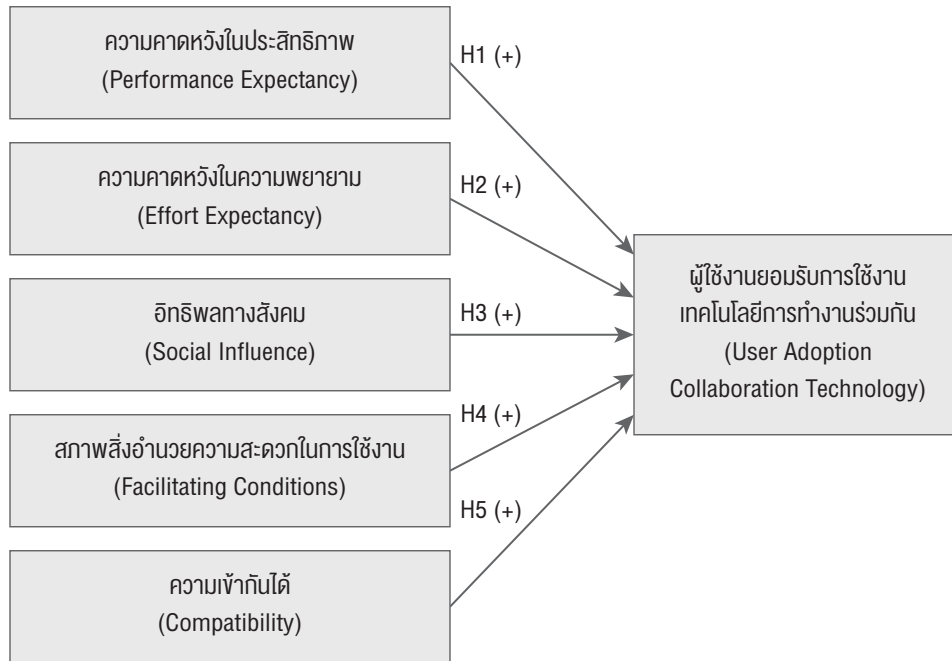 ความคาดหวังในประสิทธิภาพ
(Performance Expectancy)
H1 (+)
ความคาดหวังในความพยายาม
(Effort Expectancy)
H2 (+)
อิทธิพลทางสังคม
(Social Influence)
H3 (+)
สภาพสิ่งอำนวยความสะดวกในการใช้งาน
(Facilitating Conditions)
H4 (+)
ความเข้ากันได้
(Compatibility)
H5 (+)
ผู้ใช้งานยอมรับการใช้งาน
เทคโนโลยีการทำงานร่วมกัน
(User Adoption
Collaboration Technology)